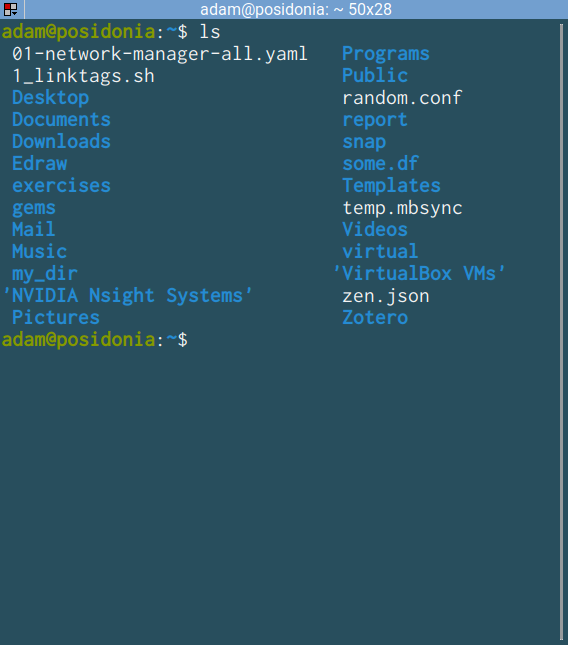 adam@posidonia: ~ 50x28
adam@posidonia:~$ ls
01-network-manager-all.yaml Programs
1_linktags.sh Public
Desktop random.conf
Documents report
Downloads snap
Edraw some.df
exercises Templates
gems temp.mbsync
Mail Videos
Music virtual
my_dir 'VirtualBox VMs'
'NVIDIA Nsight Systems' zen.json
Pictures Zotero
adam@posidonia:~$